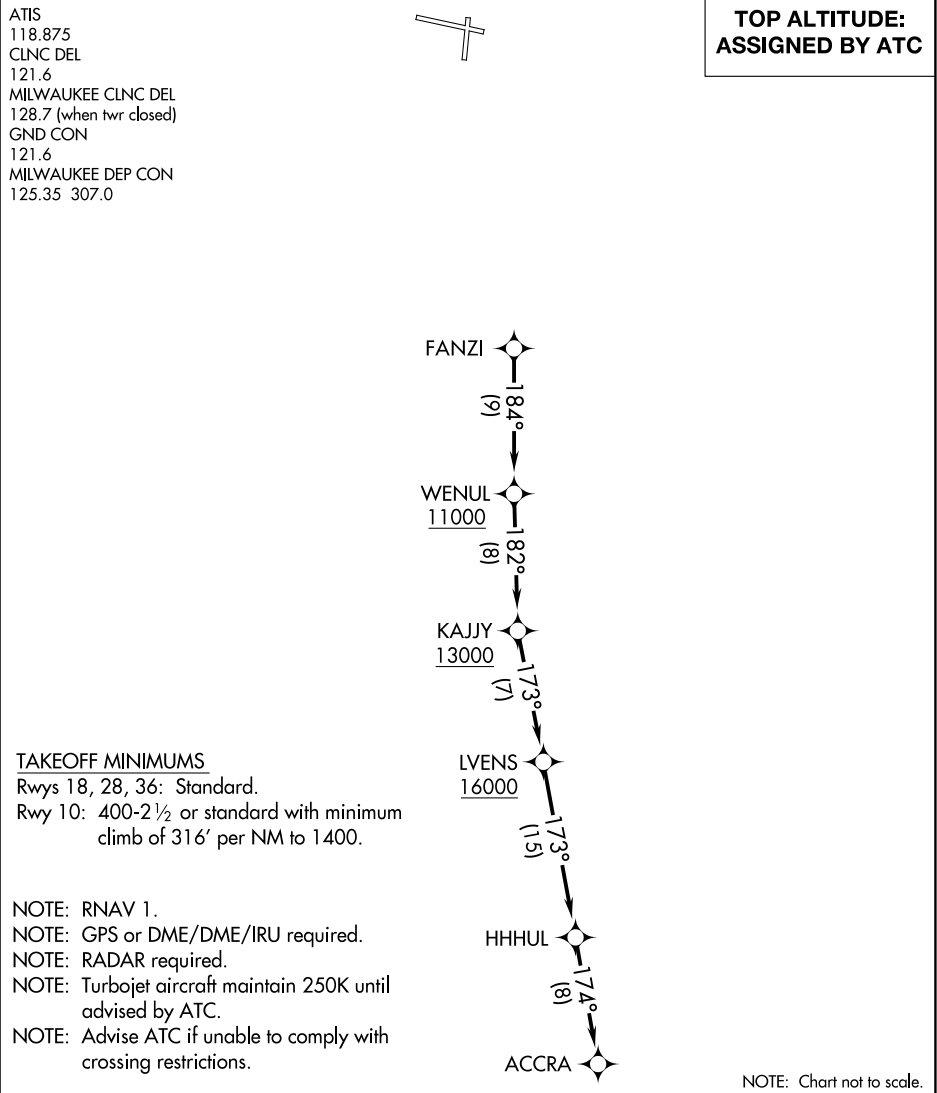 ATIS
118.875
CLNC DEL
121.6
MILWAUKEE CLNC DEL
128.7 (when twr closed)
GND CON
121.6
MILWAUKEE DEP CON
125.35 307.0
TOP ALTITUDE:
ASSIGNED BY ATC
FANZI
184°
(9)
WENUL
11000
182°
(8)
KAJJY
13000
173°
(7)
LVENS
16000
173°
(15)
HHHUL
174°
(8)
ACCRA
TAKEOFF MINIMUMS
Rwys 18, 28, 36: Standard.
Rwy 10: 400-2½ or standard with minimum
climb of 316' per NM to 1400.
NOTE: RNAV 1.
NOTE: GPS or DME/DME/IRU required.
NOTE: RADAR required.
NOTE: Turbojet aircraft maintain 250K until
advised by ATC.
NOTE: Advise ATC if unable to comply with
crossing restrictions.
NOTE: Chart not to scale.